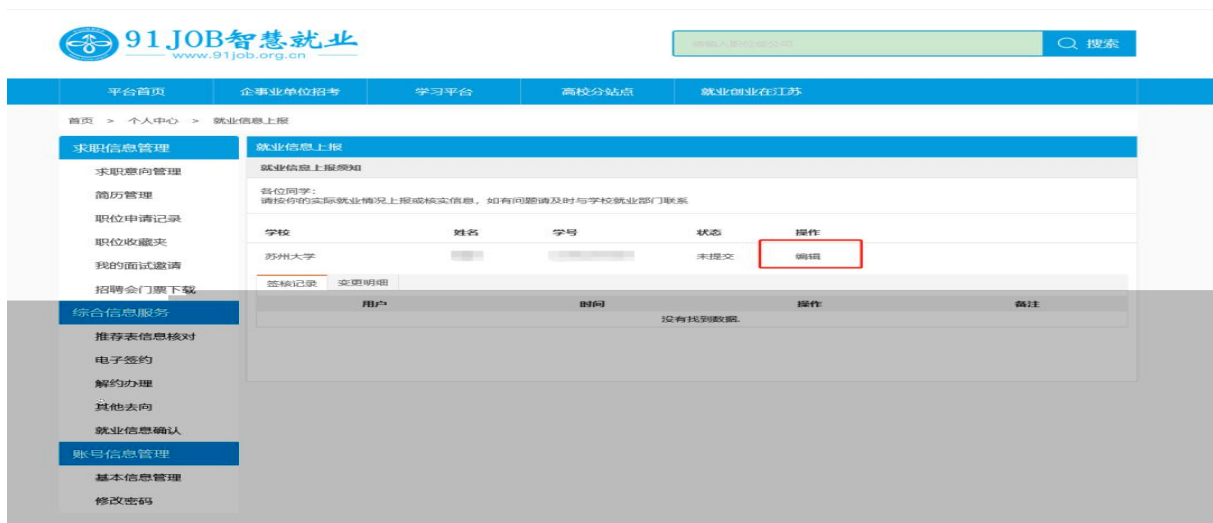 91JOB智慧就业
www.91job.org.cn
搜索
平台首页 企事业单位招考 学习平台 高校分站点 就业创业在江苏
首页 > 个人中心 > 就业信息上报
求职信息管理
求职意向管理
简历管理
职位申请记录
职位收藏夹
我的面试邀请
招聘会门票下载
综合信息服务
推荐表信息核对
电子签约
解约办理
其他去向
就业信息确认
账号信息管理
基本信息管理
修改密码
就业信息上报
就业信息上报须知
各位同学：
请按你的实际就业情况上报或核实信息，如有问题请及时与学校就业部门联系
学校 姓名 学号 状态 操作
苏州大学 未提交 编辑
签核记录 变更明细
用户 时间 操作 备注
没有找到数据.